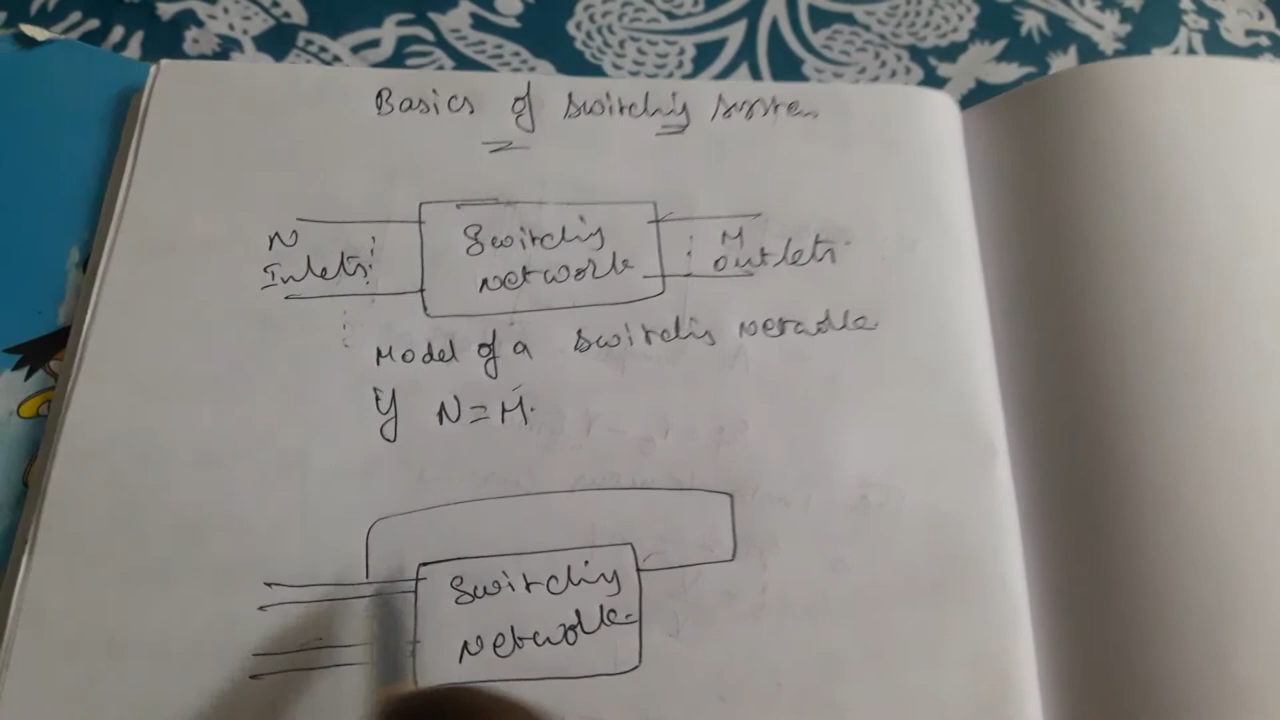 Basics of switching system
N
Inlets
Switching
network
M
outlets
Model of a switching network
If N=M.
Switching
Network